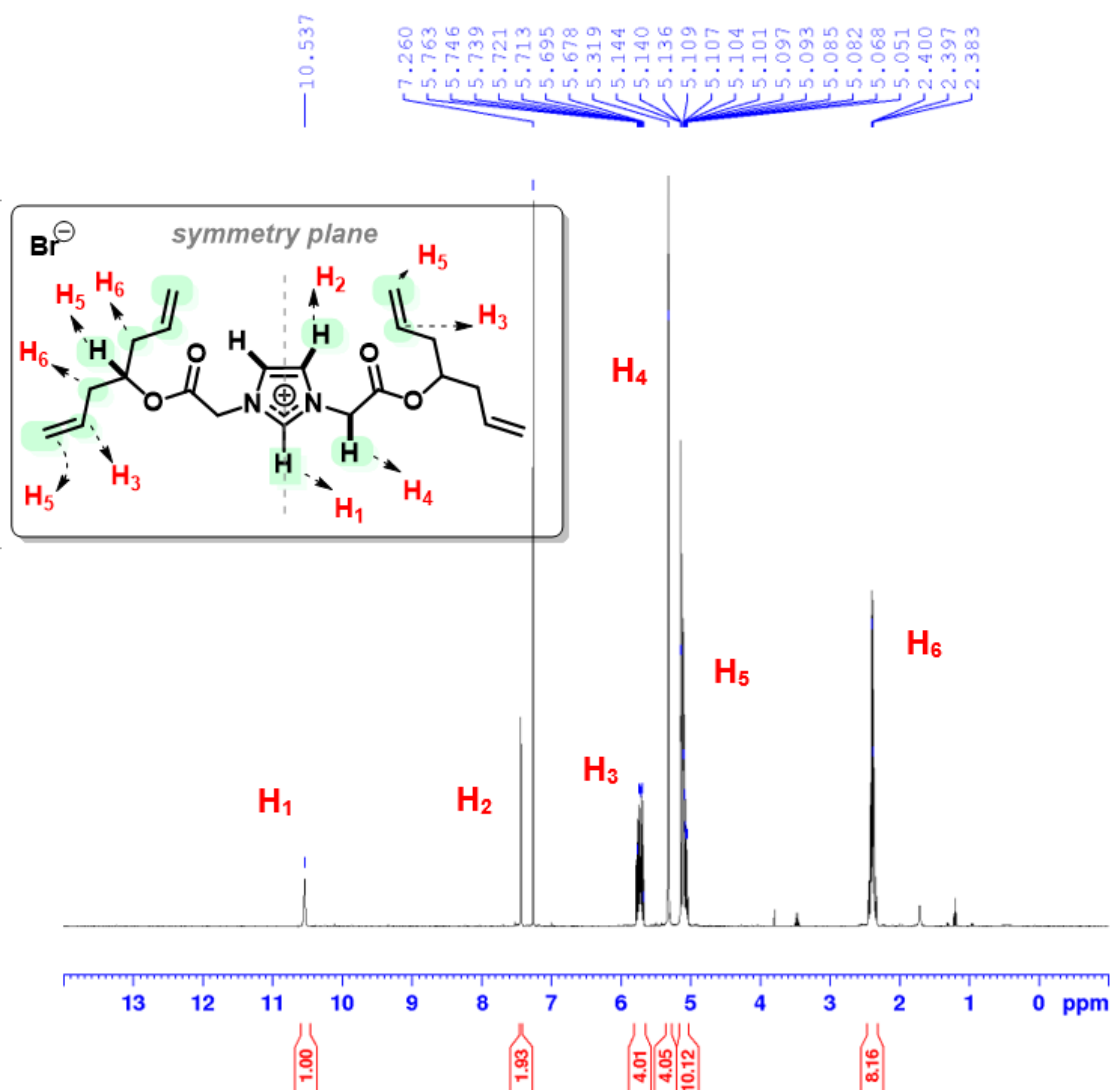 10.537
7.260
5.763
5.746
5.739
5.721
5.713
5.695
5.678
5.319
5.144
5.140
5.136
5.109
5.107
5.104
5.101
5.097
5.093
5.085
5.082
5.068
5.051
2.400
2.397
2.383
Br⊖
symmetry plane
H5
H6
H2
H5
H3
H
H
H
O
O
H6
O
N
⊕
N
O
H
H
H4
H3
H5
H1
H4
H6
H5
H3
H1
H2
13 12 11 10 9 8 7 6 5 4 3 2 1 0 ppm
1.00
1.93
4.01
4.05
10.12
8.16